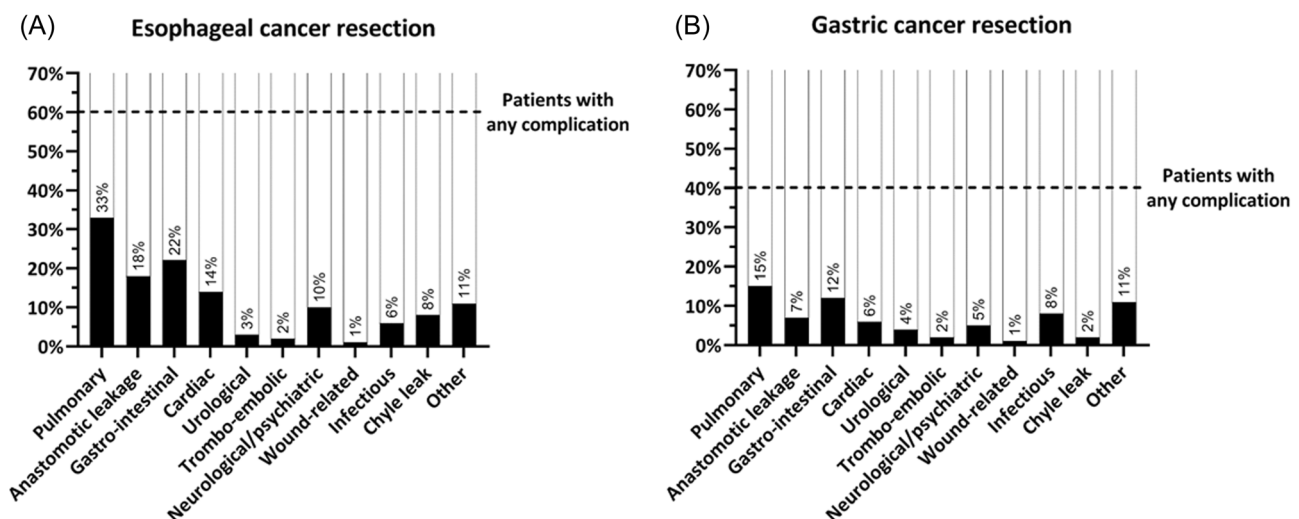 (A)
Esophageal cancer resection
70%
60%
50%
40%
30%
20%
10%
0%
Patients with
any complication
33%
18%
22%
14%
3%
2%
10%
1%
6%
8%
11%
Pulmonary
Anastomotic leakage
Gastro-intestinal
Cardiac
Urological
Trombo-embolic
Neurological/psychiatric
Wound-related
Infectious
Chyle leak
Other
(B)
Gastric cancer resection
70%
60%
50%
40%
30%
20%
10%
0%
Patients with
any complication
15%
7%
12%
6%
4%
2%
5%
1%
8%
2%
11%
Pulmonary
Anastomotic leakage
Gastro-intestinal
Cardiac
Urological
Trombo-embolic
Neurological/psychiatric
Wound-related
Infectious
Chyle leak
Other